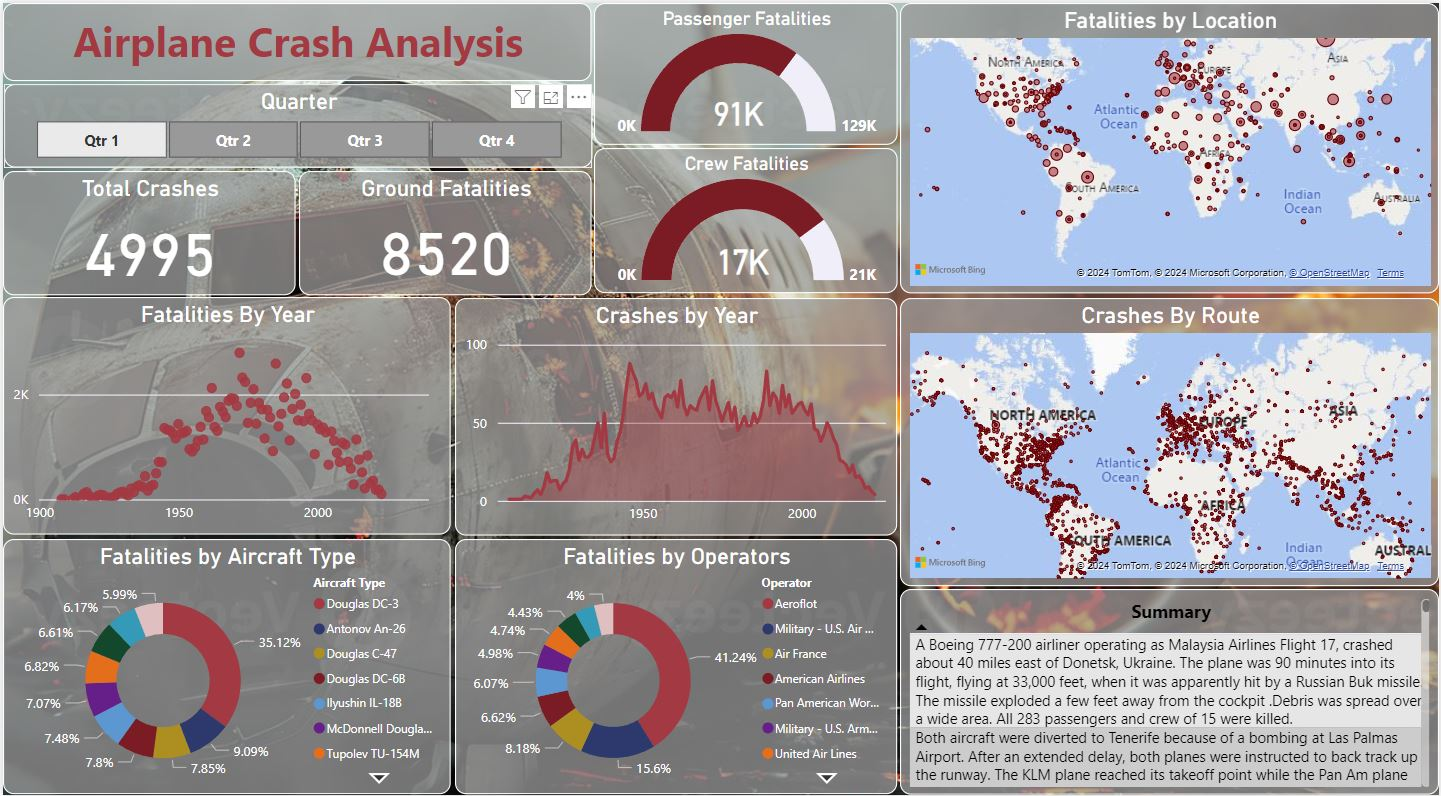 Airplane Crash Analysis
Quarter
Qtr 1
Qtr 2
Qtr 3
Qtr 4
Total Crashes
4995
Ground Fatalities
8520
Passenger Fatalities
91K
0K
129K
Crew Fatalities
17K
0K
21K
Fatalities by Location
NORTH AMERICA
EUROPE
ASIA
Atlantic
Ocean
AFRICA
SOUTH AMERICA
Indian
Ocean
AUSTRALIA
Microsoft Bing
© 2024 TomTom, © 2024 Microsoft Corporation, © OpenStreetMap Terms
Fatalities By Year
2K
0K
1900
1950
2000
Crashes by Year
100
50
0
1950
2000
Crashes By Route
NORTH AMERICA
EUROPE
ASIA
Atlantic
Ocean
AFRICA
SOUTH AMERICA
Indian
Ocean
AUSTRAL
Microsoft Bing
© 2024 TomTom, © 2024 Microsoft Corporation, © OpenStreetMap Terms
Fatalities by Aircraft Type
5.99%
6.17%
6.61%
6.82%
7.07%
7.48%
7.8%
7.85%
9.09%
35.12%
Aircraft Type
Douglas DC-3
Antonov An-26
Douglas C-47
Douglas DC-6B
Ilyushin IL-18B
McDonnell Dougla...
Tupolev TU-154M
Fatalities by Operators
4%
4.43%
4.74%
4.98%
6.07%
6.62%
8.18%
15.6%
41.24%
Operator
Aeroflot
Military - U.S. Air ...
Air France
American Airlines
Pan American Wor...
Military - U.S. Arm...
United Air Lines
Summary
A Boeing 777-200 airliner operating as Malaysia Airlines Flight 17, crashed
about 40 miles east of Donetsk, Ukraine. The plane was 90 minutes into its
flight, flying at 33,000 feet, when it was apparently hit by a Russian Buk missile
The missile exploded a few feet away from the cockpit .Debris was spread over
a wide area. All 283 passengers and crew of 15 were killed.
Both aircraft were diverted to Tenerife because of a bombing at Las Palmas
Airport. After an extended delay, both planes were instructed to back track up
the runway. The KLM plane reached its takeoff point while the Pan Am plane